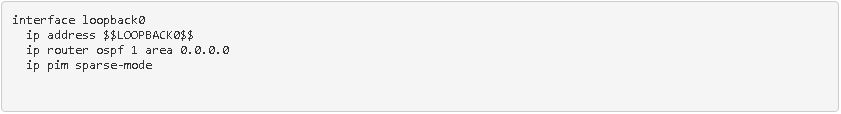 interface loopback0
  ip address $$LOOPBACK0$$
  ip router ospf 1 area 0.0.0.0
  ip pim sparse-mode